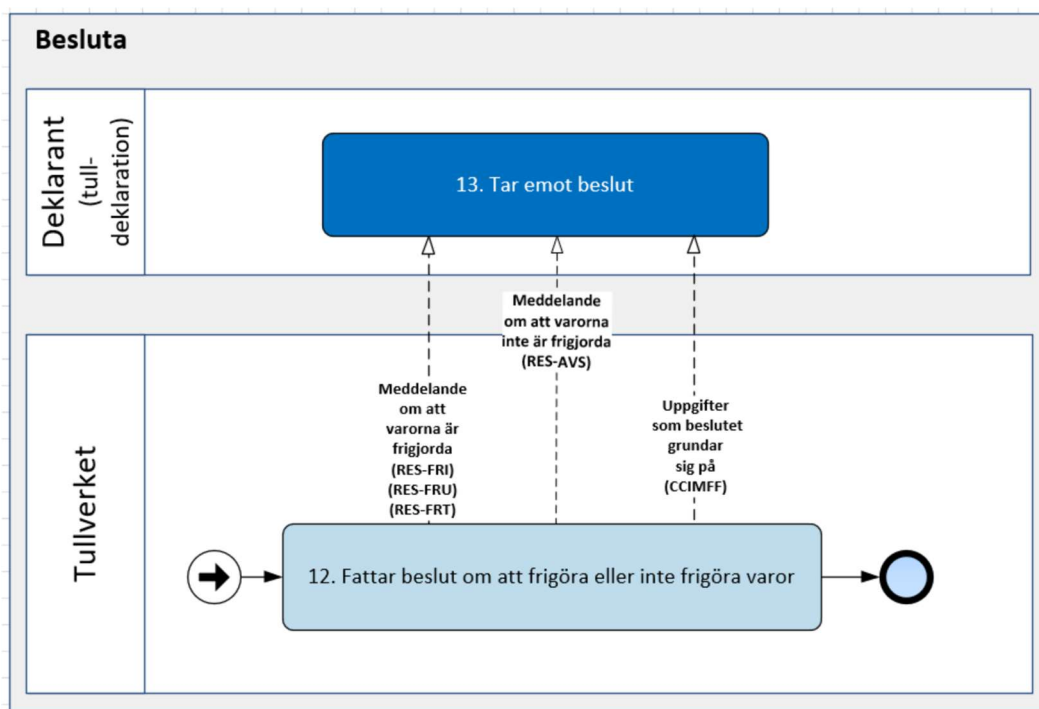 Besluta
Deklarant
(tull-
deklaration)
13. Tar emot beslut
Meddelande
om att varorna
inte är frigjorda
(RES-AVS)
Meddelande
om att
varorna är
frigjorda
(RES-FRI)
(RES-FRU)
(RES-FRT)
Uppgifter
som beslutet
grundar
sig på
(CCIMFF)
Tullverket
12. Fattar beslut om att frigöra eller inte frigöra varor